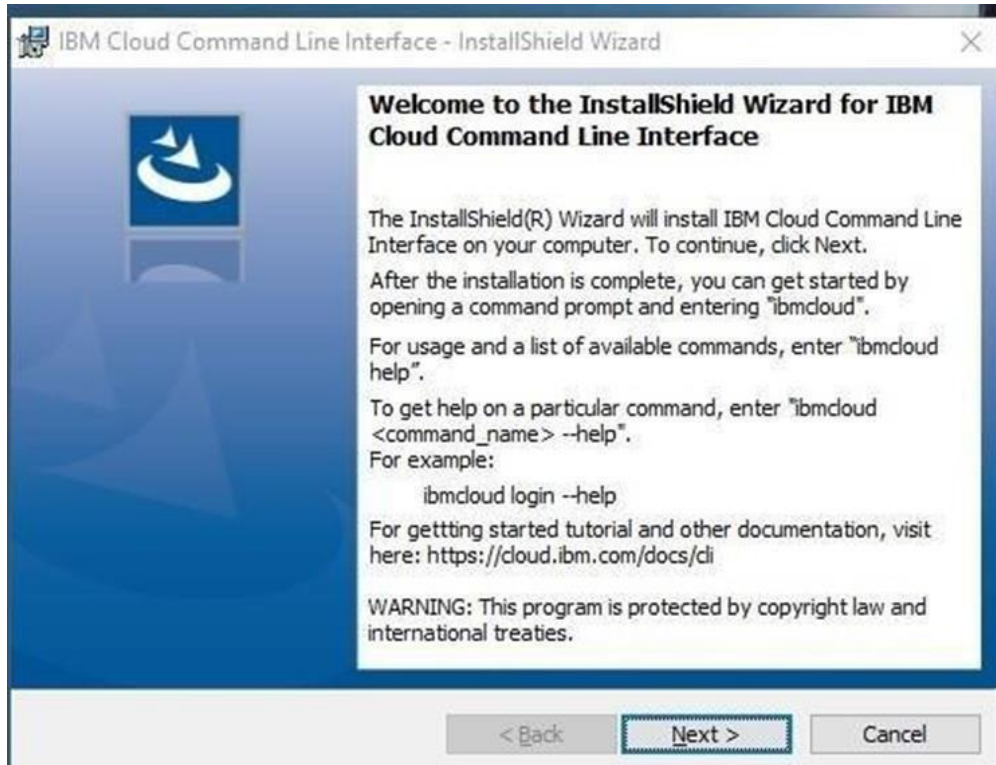 IBM Cloud Command Line Interface - InstallShield Wizard
Welcome to the InstallShield Wizard for IBM
Cloud Command Line Interface
The InstallShield(R) Wizard will install IBM Cloud Command Line
Interface on your computer. To continue, click Next.
After the installation is complete, you can get started by
opening a command prompt and entering "ibmcloud".
For usage and a list of available commands, enter "ibmcloud
help".
To get help on a particular command, enter "ibmcloud
<command_name> --help".
For example:
ibmcloud login --help
For gettting started tutorial and other documentation, visit
here: https://cloud.ibm.com/docs/cli
WARNING: This program is protected by copyright law and
international treaties.
< Back
Next >
Cancel